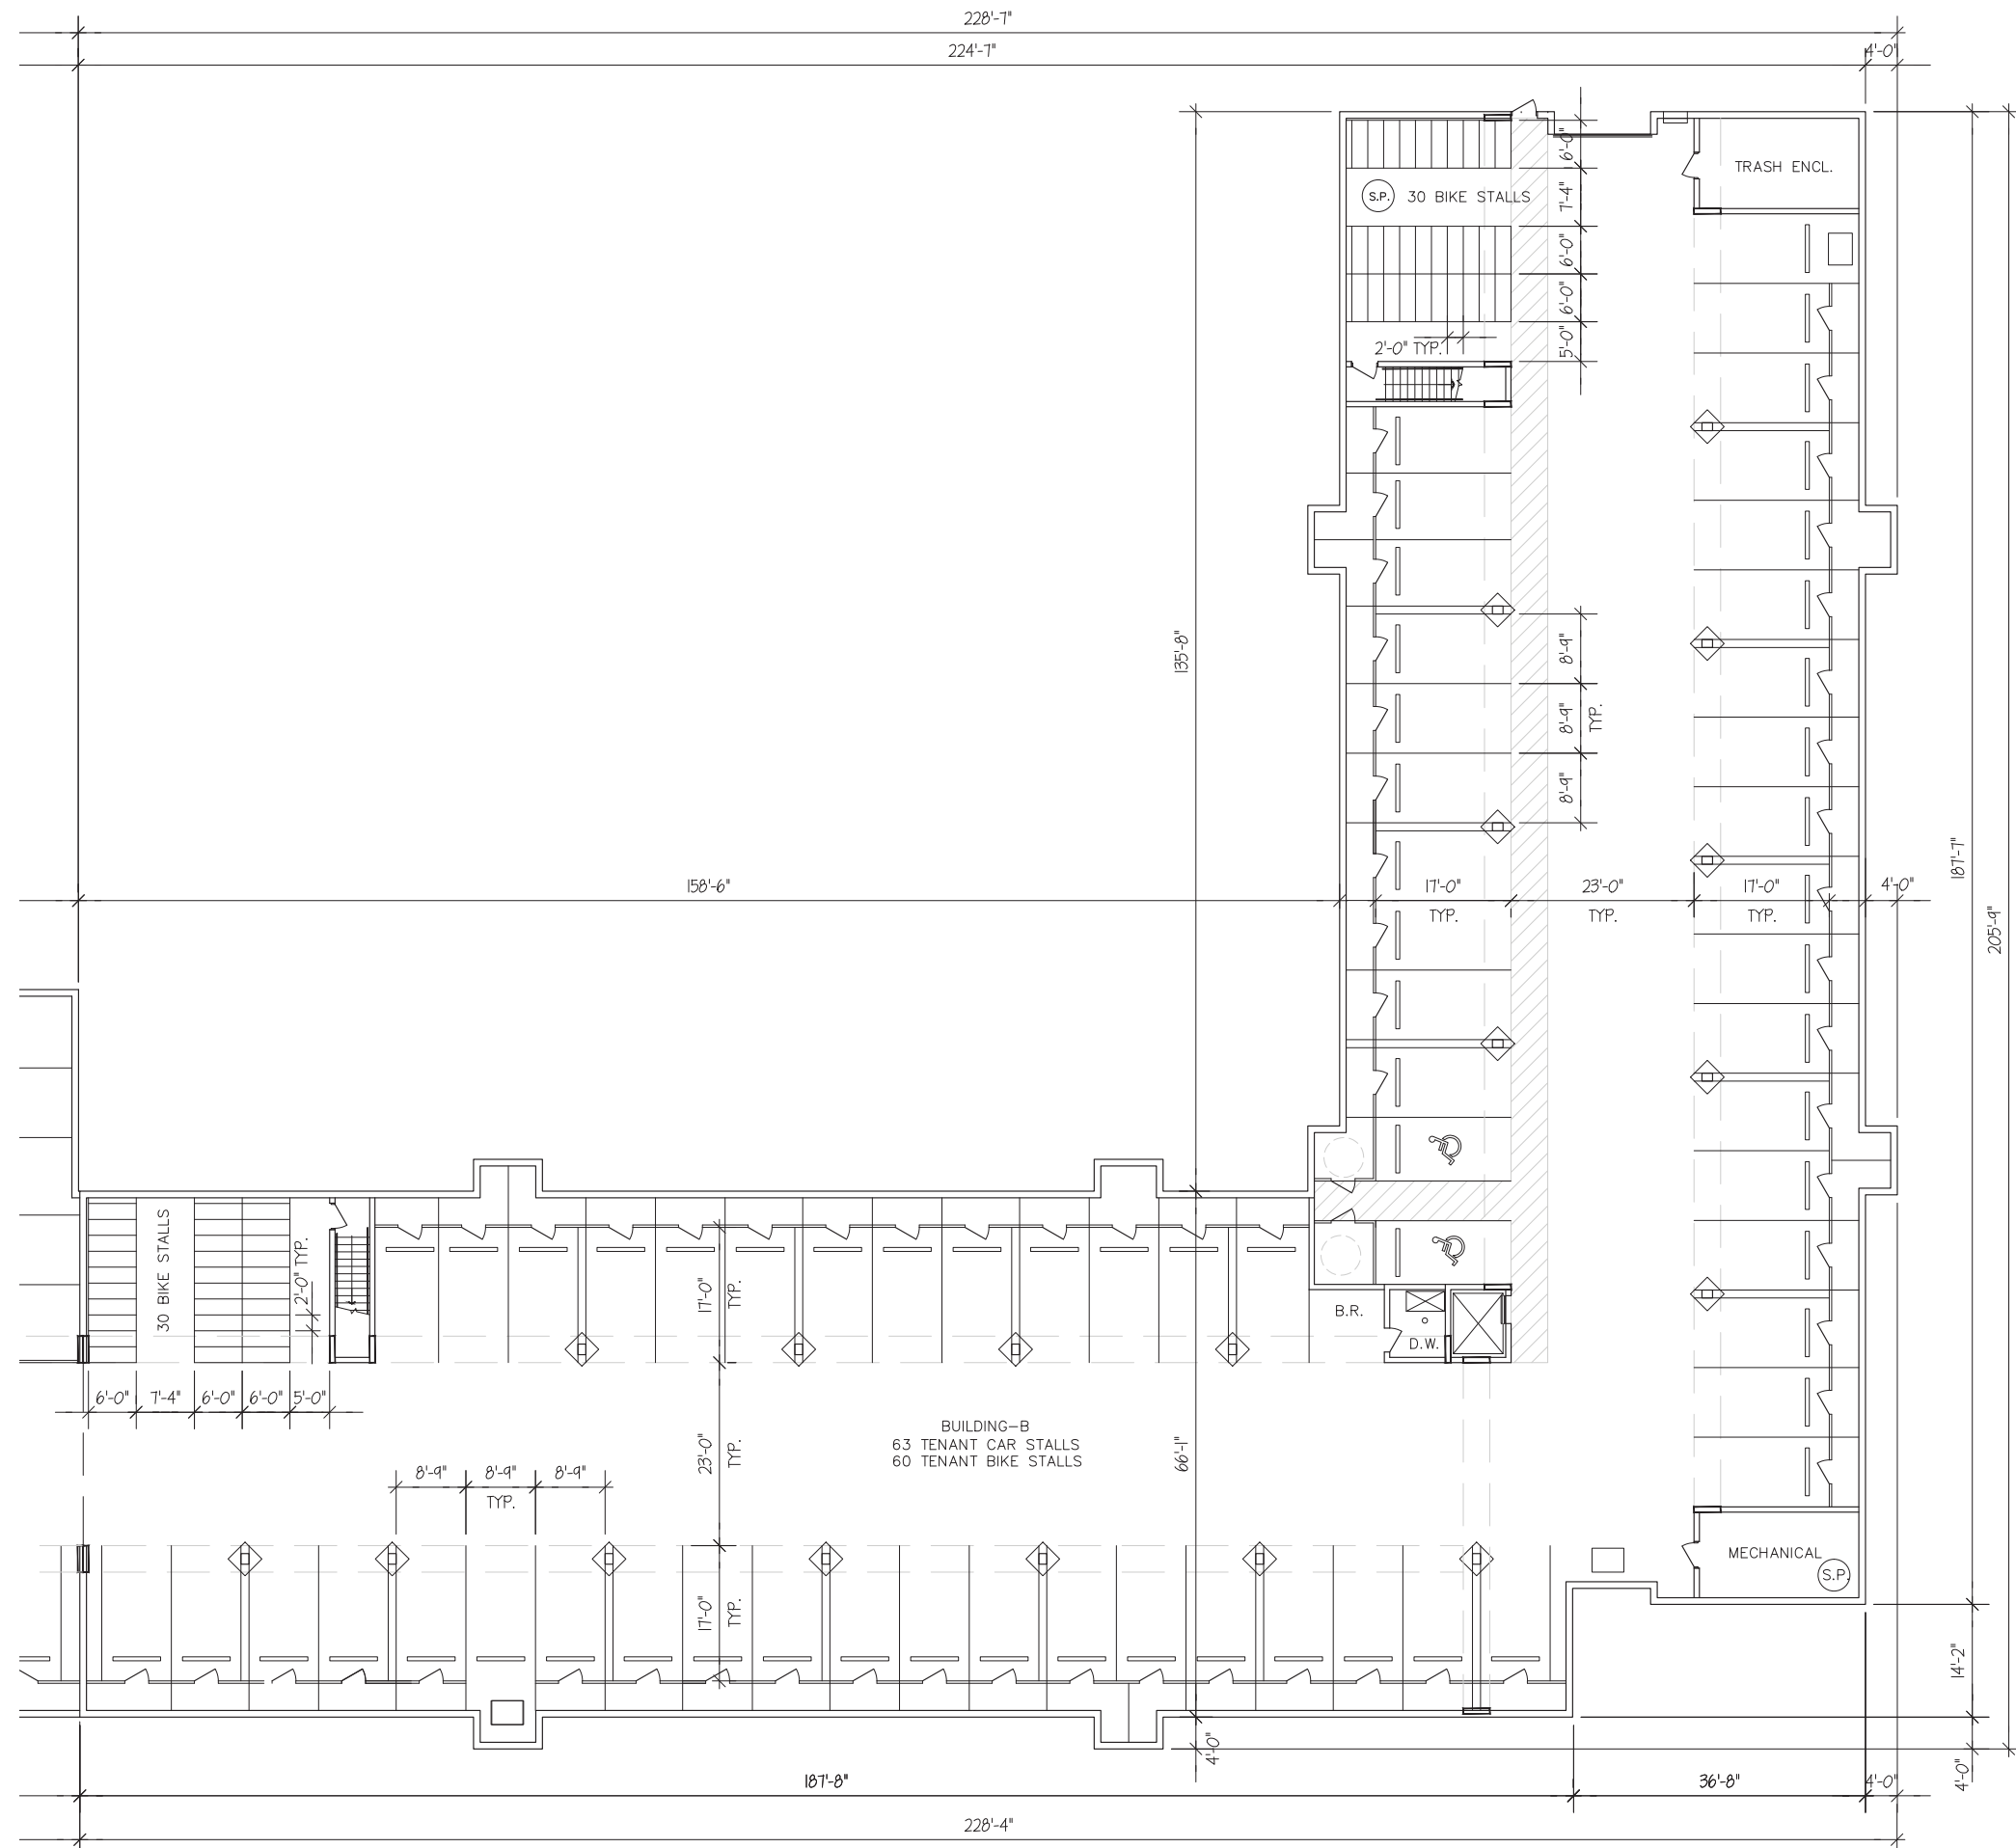 228'-7"
224'-7"
4'-0"
6'-0"
TRASH ENCL.
S.P.
30 BIKE STALLS
7'-4"
6'-0"
6'-0"
5'-0"
2'-0" TYP.
135'-8"
8'-9"
8'-9"
TYP.
8'-9"
187'-7"
205'-9"
158'-6"
17'-0"
TYP.
23'-0"
TYP.
17'-0"
TYP.
4'-0"
30 BIKE STALLS
2'-0" TYP.
17'-0"
TYP.
B.R.
D.W.
6'-0"
7'-4"
6'-0"
6'-0"
5'-0"
BUILDING-B
63 TENANT CAR STALLS
60 TENANT BIKE STALLS
23'-0"
TYP.
66'-1"
8'-9"
8'-9"
TYP.
8'-9"
MECHANICAL
S.P.
17'-0"
TYP.
14'-2"
4'-0"
4'-0"
187'-8"
36'-8"
4'-0"
228'-4"